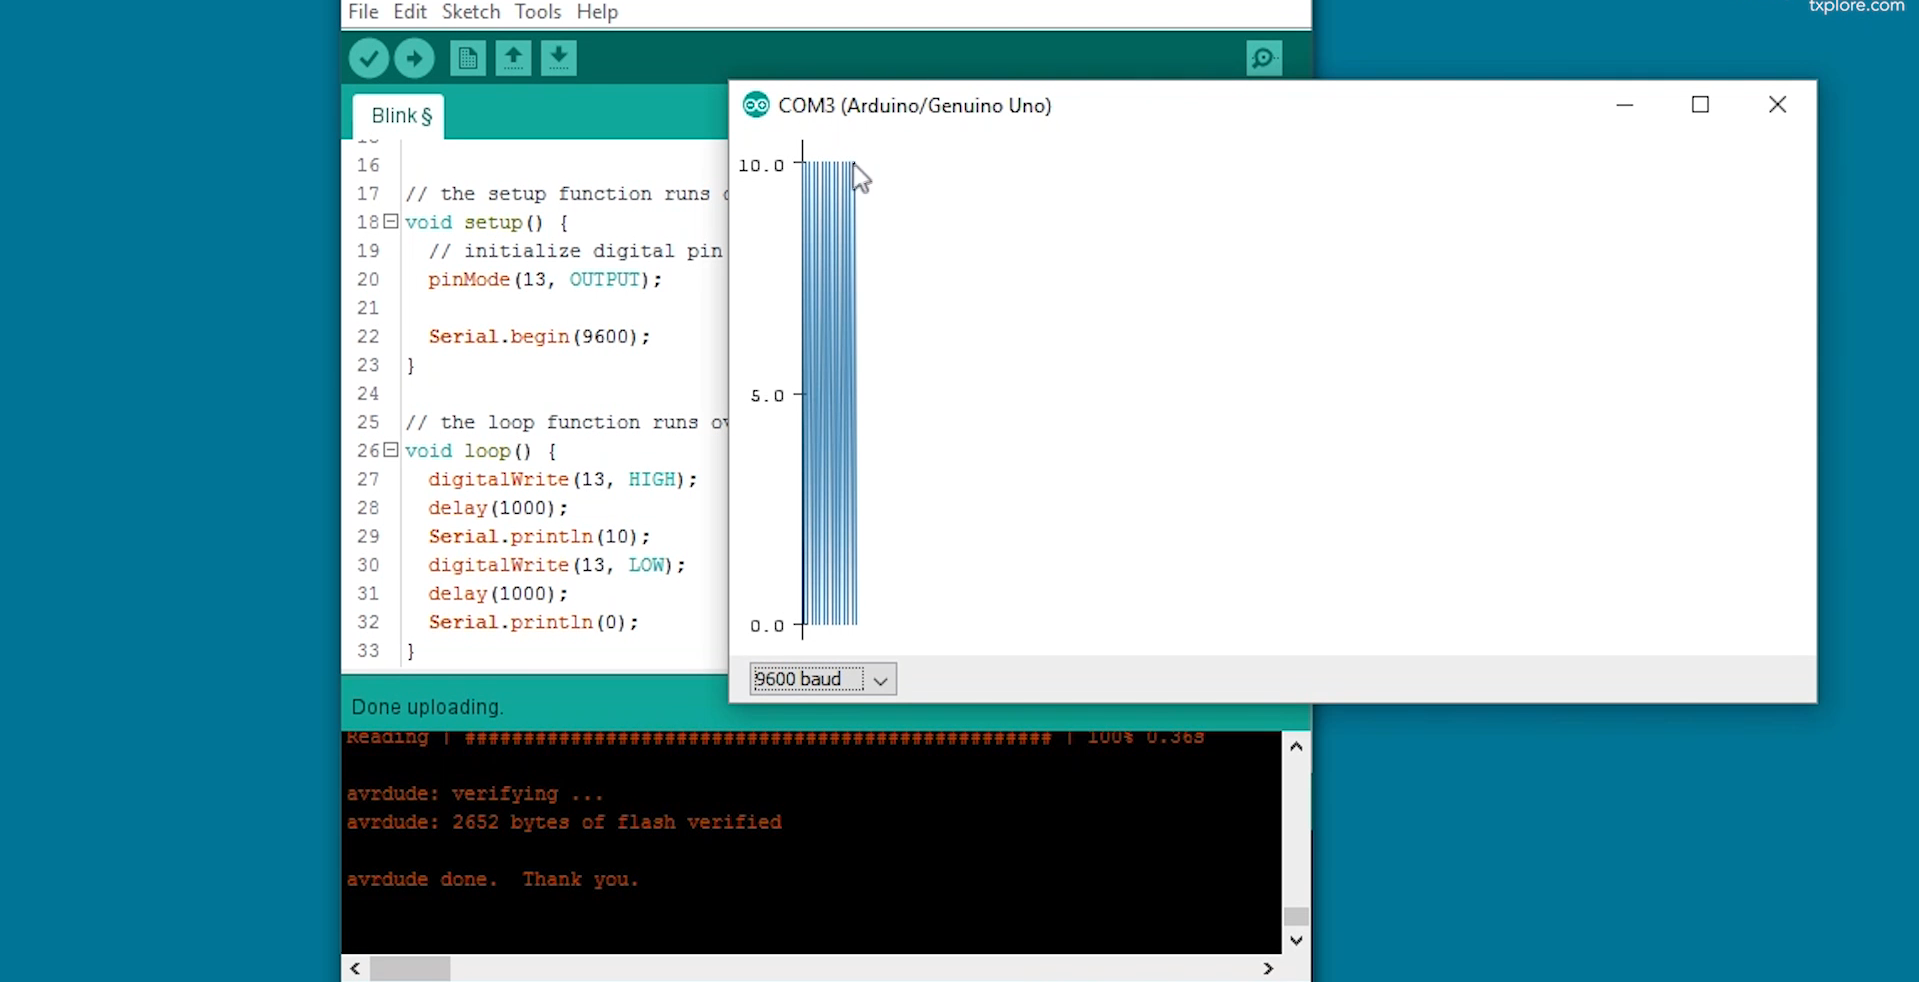 txplore.com
File Edit Sketch Tools Help
Blink §
COM3 (Arduino/Genuino Uno)
16
17 // the setup function runs
18 void setup() {
19 // initialize digital pin
20 pinMode(13, OUTPUT);
21
22 Serial.begin(9600);
23 }
24
25 // the loop function runs
26 void loop() {
27 digitalWrite(13, HIGH);
28 delay(1000);
29 Serial.println(10);
30 digitalWrite(13, LOW);
31 delay(1000);
32 Serial.println(0);
33 }
10.0
5.0
0.0
9600 baud
Done uploading.
Reading | ################################################## | 100% 0.36s
avrdude: verifying ...
avrdude: 2652 bytes of flash verified
avrdude done. Thank you.